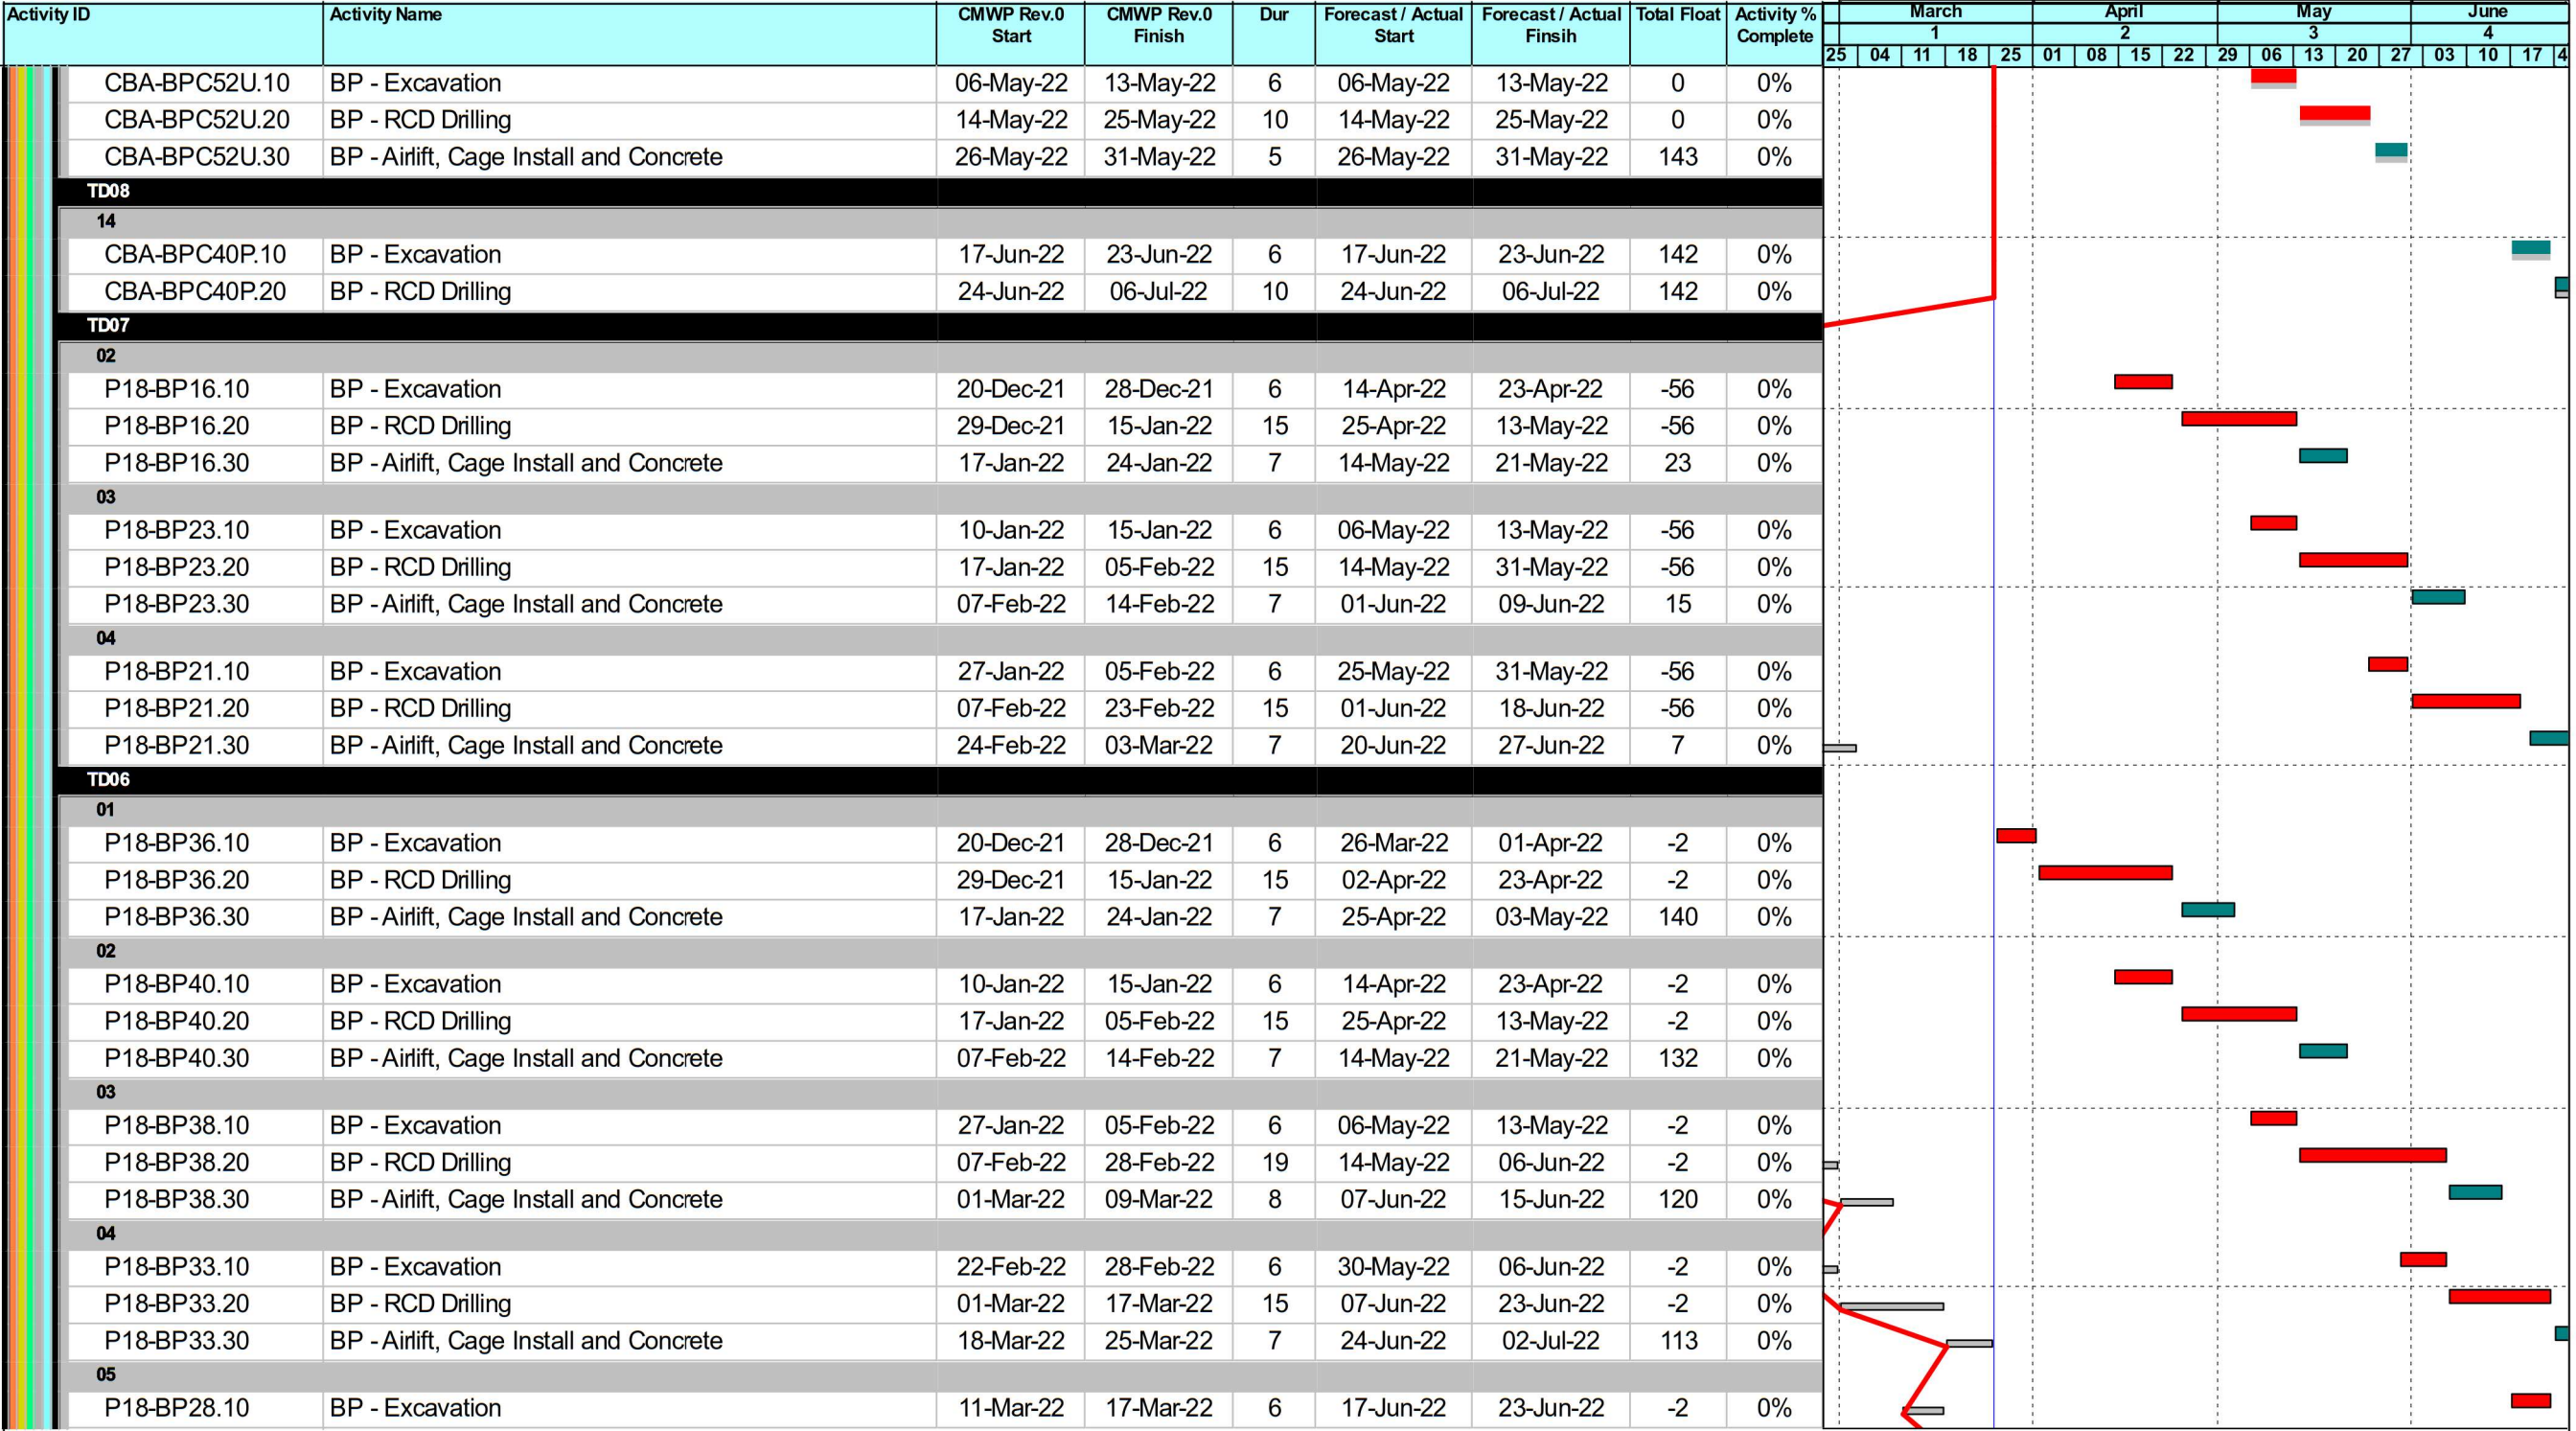 Activity ID Activity Name CMWP Rev.0 Start CMWP Rev.0 Finish Dur Forecast / Actual Start Forecast / Actual Finsih Total Float Activity % Complete
March April May June
1 2 3 4
25 04 11 18 25 01 08 15 22 29 06 13 20 27 03 10 17 4
CBA-BPC52U.10 BP - Excavation 06-May-22 13-May-22 6 06-May-22 13-May-22 0 0%
CBA-BPC52U.20 BP - RCD Drilling 14-May-22 25-May-22 10 14-May-22 25-May-22 0 0%
CBA-BPC52U.30 BP - Airlift, Cage Install and Concrete 26-May-22 31-May-22 5 26-May-22 31-May-22 143 0%
TD08
14
CBA-BPC40P.10 BP - Excavation 17-Jun-22 23-Jun-22 6 17-Jun-22 23-Jun-22 142 0%
CBA-BPC40P.20 BP - RCD Drilling 24-Jun-22 06-Jul-22 10 24-Jun-22 06-Jul-22 142 0%
TD07
02
P18-BP16.10 BP - Excavation 20-Dec-21 28-Dec-21 6 14-Apr-22 23-Apr-22 -56 0%
P18-BP16.20 BP - RCD Drilling 29-Dec-21 15-Jan-22 15 25-Apr-22 13-May-22 -56 0%
P18-BP16.30 BP - Airlift, Cage Install and Concrete 17-Jan-22 24-Jan-22 7 14-May-22 21-May-22 23 0%
03
P18-BP23.10 BP - Excavation 10-Jan-22 15-Jan-22 6 06-May-22 13-May-22 -56 0%
P18-BP23.20 BP - RCD Drilling 17-Jan-22 05-Feb-22 15 14-May-22 31-May-22 -56 0%
P18-BP23.30 BP - Airlift, Cage Install and Concrete 07-Feb-22 14-Feb-22 7 01-Jun-22 09-Jun-22 15 0%
04
P18-BP21.10 BP - Excavation 27-Jan-22 05-Feb-22 6 25-May-22 31-May-22 -56 0%
P18-BP21.20 BP - RCD Drilling 07-Feb-22 23-Feb-22 15 01-Jun-22 18-Jun-22 -56 0%
P18-BP21.30 BP - Airlift, Cage Install and Concrete 24-Feb-22 03-Mar-22 7 20-Jun-22 27-Jun-22 7 0%
TD06
01
P18-BP36.10 BP - Excavation 20-Dec-21 28-Dec-21 6 26-Mar-22 01-Apr-22 -2 0%
P18-BP36.20 BP - RCD Drilling 29-Dec-21 15-Jan-22 15 02-Apr-22 23-Apr-22 -2 0%
P18-BP36.30 BP - Airlift, Cage Install and Concrete 17-Jan-22 24-Jan-22 7 25-Apr-22 03-May-22 140 0%
02
P18-BP40.10 BP - Excavation 10-Jan-22 15-Jan-22 6 14-Apr-22 23-Apr-22 -2 0%
P18-BP40.20 BP - RCD Drilling 17-Jan-22 05-Feb-22 15 25-Apr-22 13-May-22 -2 0%
P18-BP40.30 BP - Airlift, Cage Install and Concrete 07-Feb-22 14-Feb-22 7 14-May-22 21-May-22 132 0%
03
P18-BP38.10 BP - Excavation 27-Jan-22 05-Feb-22 6 06-May-22 13-May-22 -2 0%
P18-BP38.20 BP - RCD Drilling 07-Feb-22 28-Feb-22 19 14-May-22 06-Jun-22 -2 0%
P18-BP38.30 BP - Airlift, Cage Install and Concrete 01-Mar-22 09-Mar-22 8 07-Jun-22 15-Jun-22 120 0%
04
P18-BP33.10 BP - Excavation 22-Feb-22 28-Feb-22 6 30-May-22 06-Jun-22 -2 0%
P18-BP33.20 BP - RCD Drilling 01-Mar-22 17-Mar-22 15 07-Jun-22 23-Jun-22 -2 0%
P18-BP33.30 BP - Airlift, Cage Install and Concrete 18-Mar-22 25-Mar-22 7 24-Jun-22 02-Jul-22 113 0%
05
P18-BP28.10 BP - Excavation 11-Mar-22 17-Mar-22 6 17-Jun-22 23-Jun-22 -2 0%